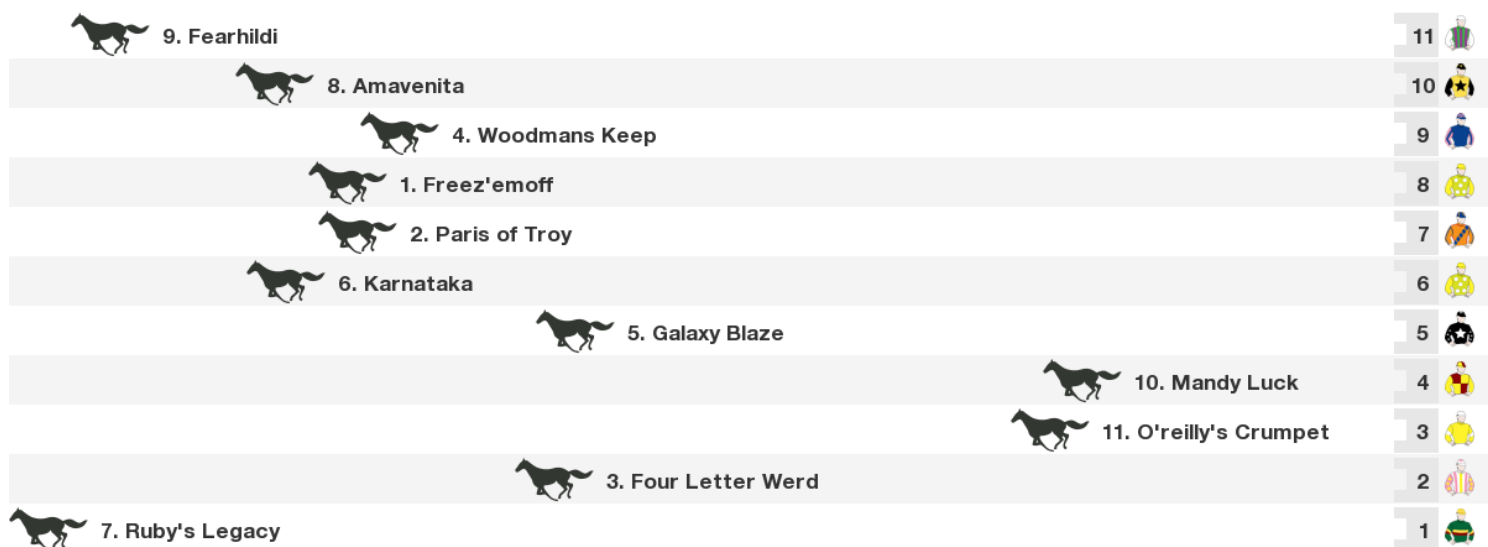 9. Fearhildi 11
8. Amavenita 10
4. Woodmans Keep 9
1. Freez'emoff 8
2. Paris of Troy 7
6. Karnataka 6
5. Galaxy Blaze 5
10. Mandy Luck 4
11. O'reilly's Crumpet 3
3. Four Letter Werd 2
7. Ruby's Legacy 1